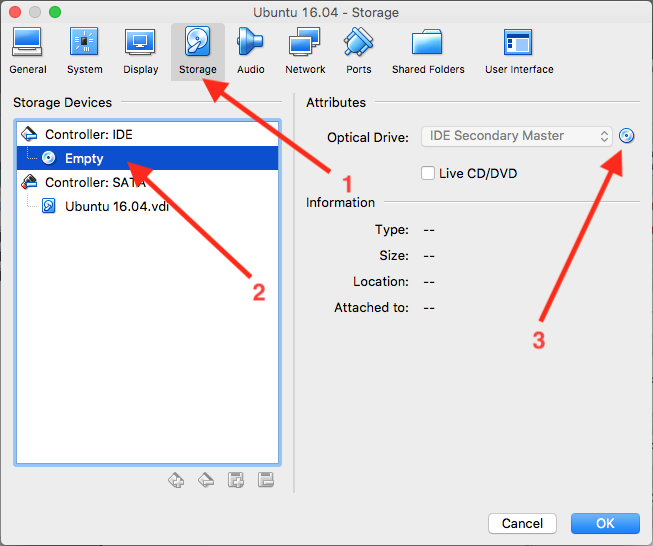 Ubuntu 16.04 - Storage
General System Display Storage Audio Network Ports Shared Folders User Interface
Storage Devices
Controller: IDE
Empty
Controller: SATA
Ubuntu 16.04.vdi
Attributes
Optical Drive: IDE Secondary Master
Live CD/DVD
Information
Type: --
Size: --
Location: --
Attached to: --
1
2
3
Cancel OK